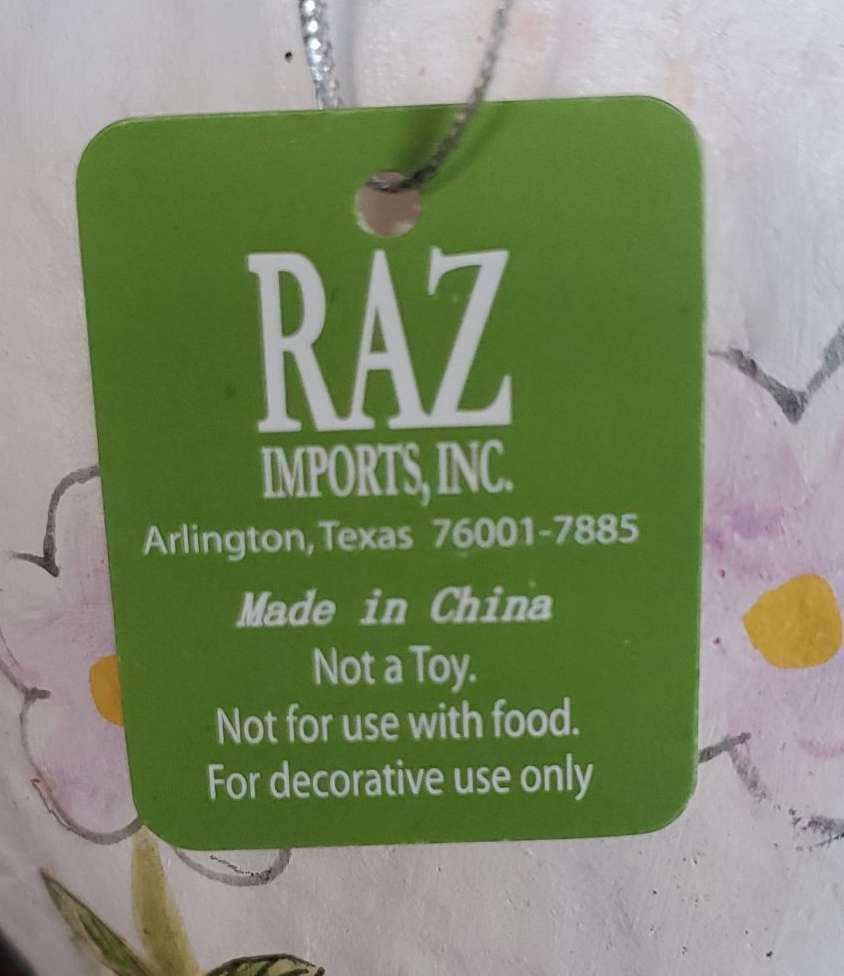 RAZ
IMPORTS, INC.
Arlington, Texas 76001-7885
Made in China
Not a Toy.
Not for use with food.
For decorative use only